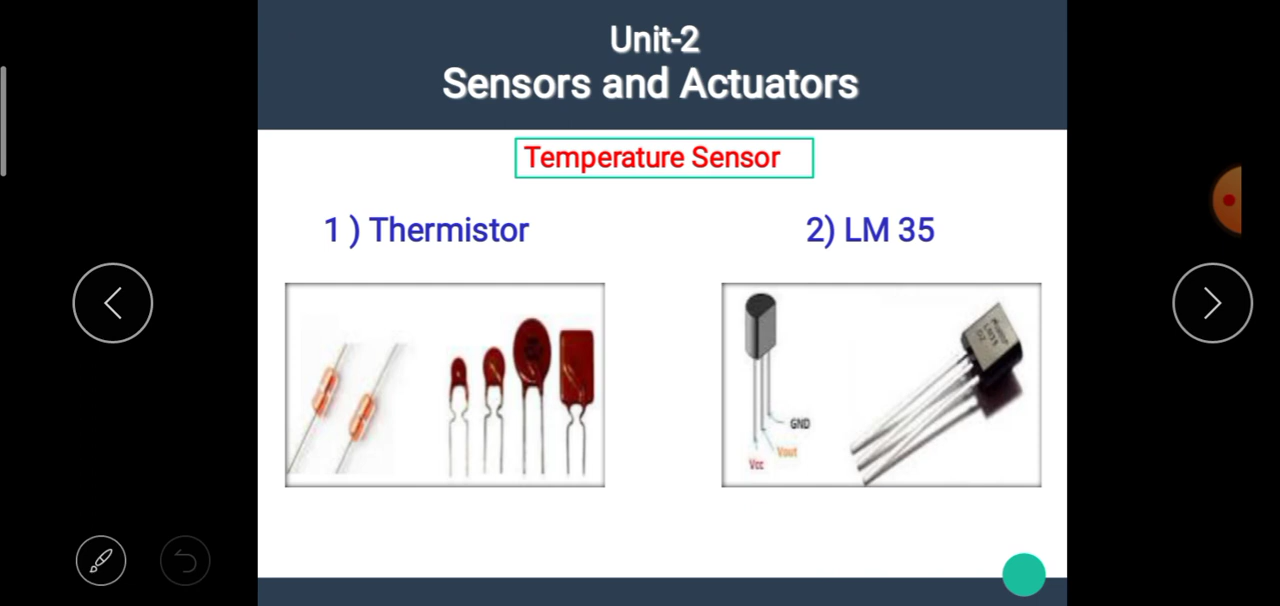 Unit-2
Sensors and Actuators
Temperature Sensor
1 ) Thermistor
2) LM 35
GND
Vout
Vcc